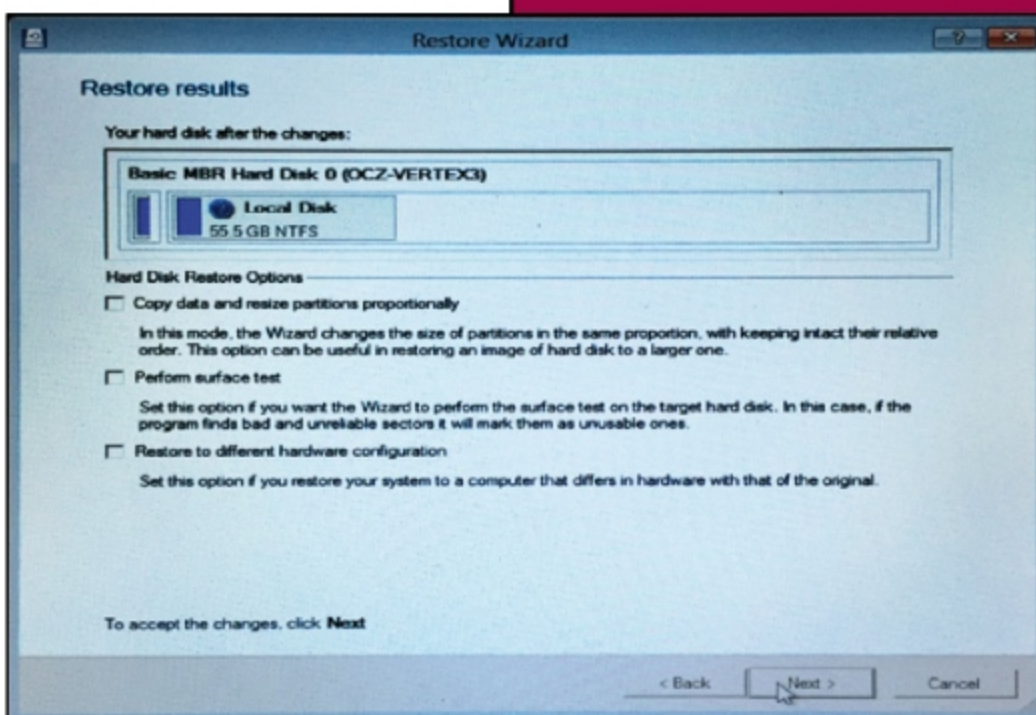 Restore Wizard
Restore results
Your hard disk after the changes:
Basic MBR Hard Disk 0 (OCZ-VERTEX3)
Local Disk
55.5 GB NTFS
Hard Disk Restore Options
Copy data and resize partitions proportionally
In this mode, the Wizard changes the size of partitions in the same proportion, with keeping intact their relative
order. This option can be useful in restoring an image of hard disk to a larger one.
Perform surface test
Set this option if you want the Wizard to perform the surface test on the target hard disk. In this case, if the
program finds bad and unreliable sectors it will mark them as unusable ones.
Restore to different hardware configuration
Set this option if you restore your system to a computer that differs in hardware with that of the original.
To accept the changes, click Next
< Back
Next >
Cancel